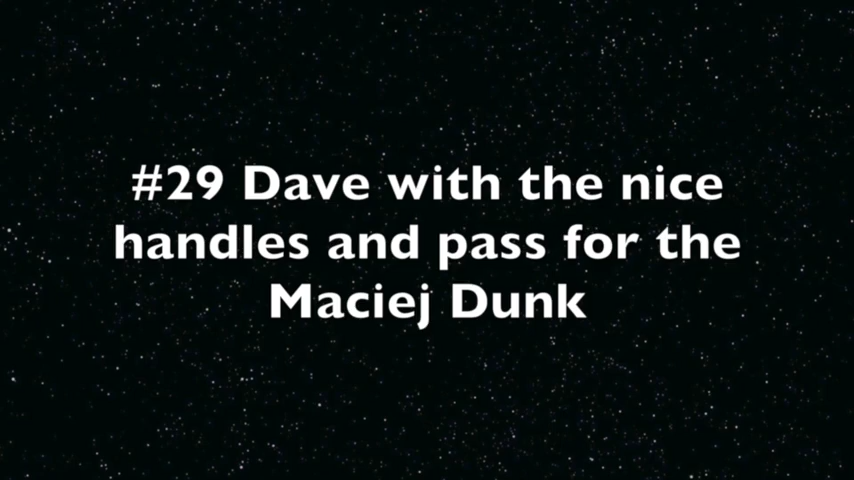 #29 Dave with the nice
handles and pass for the
Maciej Dunk